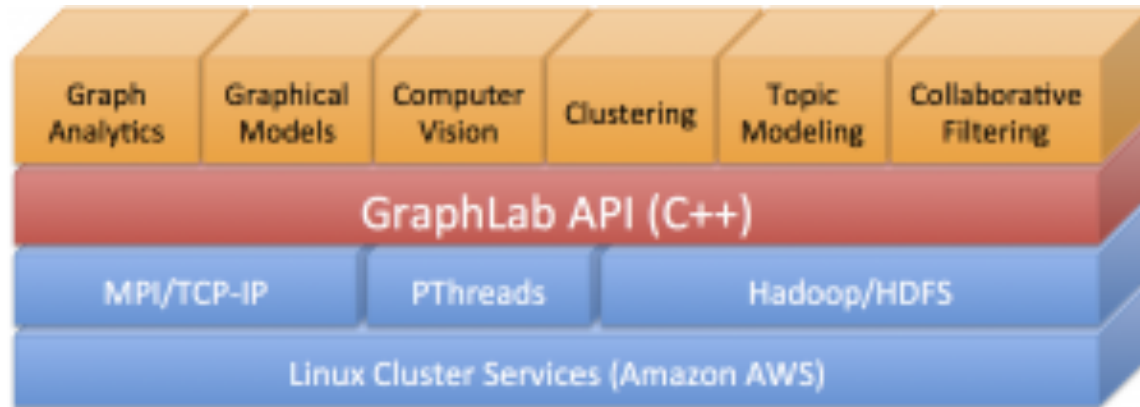 Graph
Analytics
Graphical
Models
Computer
Vision
Clustering
Topic
Modeling
Collaborative
Filtering
GraphLab API (C++)
MPI/TCP-IP
PThreads
Hadoop/HDFS
Linux Cluster Services (Amazon AWS)